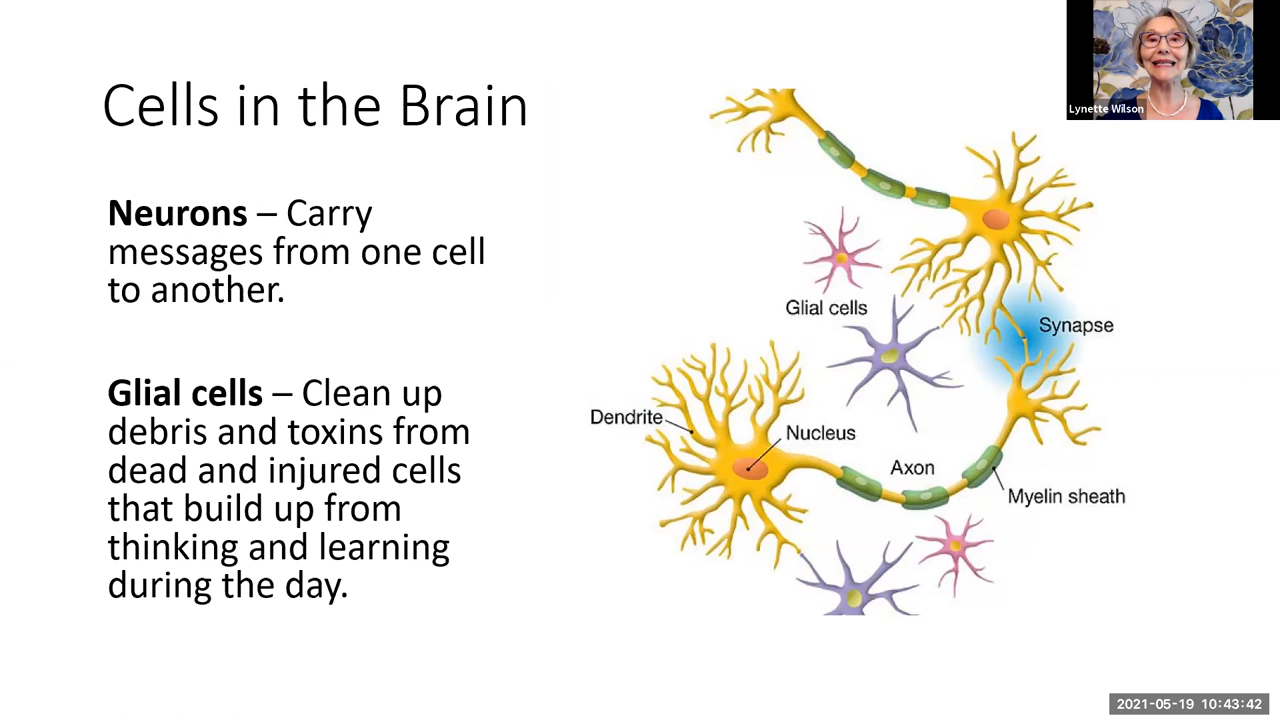 Cells in the Brain
Neurons – Carry
messages from one cell
to another.
Glial cells – Clean up
debris and toxins from
dead and injured cells
that build up from
thinking and learning
during the day.
Glial cells
Synapse
Dendrite
Nucleus
Axon
Myelin sheath
Lynette Wilson
2021-05-19 10:43:42